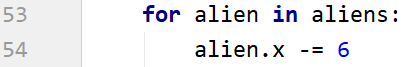 53 for alien in aliens:
54 alien.x -= 6